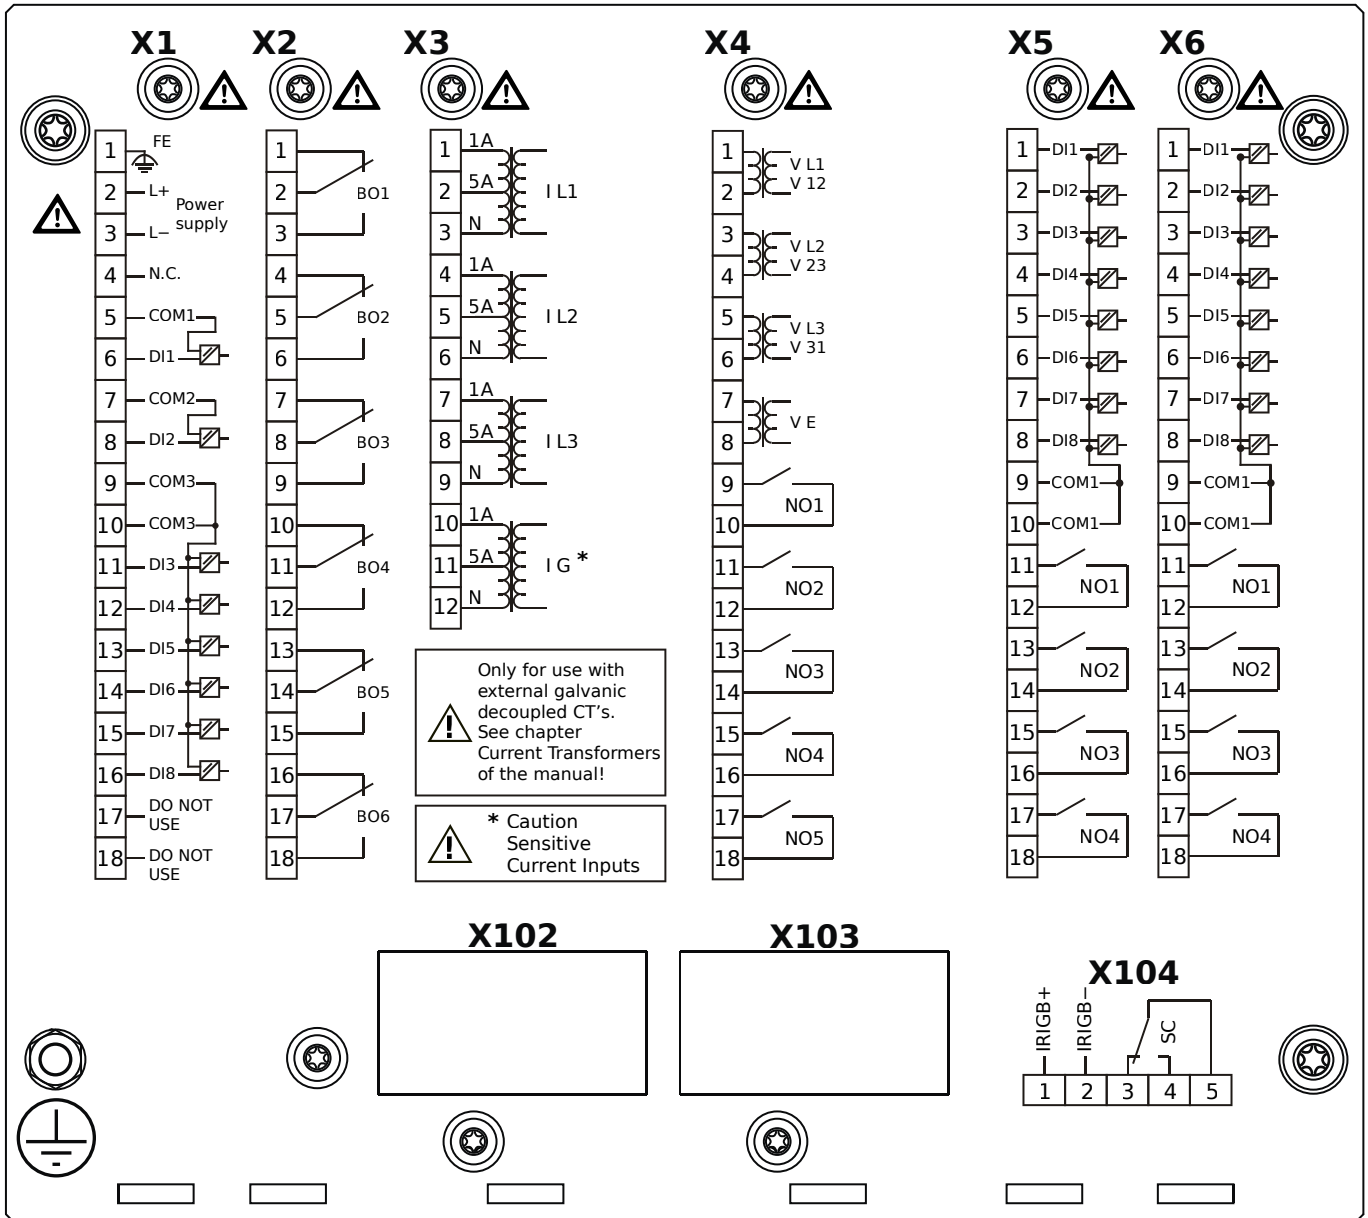 X1 X2 X3 X4 X5 X6
1 FE
2 L+
Power
supply
3 L−
4 N.C.
5 COM1
6 DI1
7 COM2
8 DI2
9 COM3
10 COM3
11 DI3
12 DI4
13 DI5
14 DI6
15 DI7
16 DI8
17 DO NOT
USE
18 DO NOT
USE
1
2 BO1
3
4
5 BO2
6
7
8 BO3
9
10
11 BO4
12
13
14 BO5
15
16
17 BO6
18
1 1A
2 5A I L1
3 N
4 1A
5 5A I L2
6 N
7 1A
8 5A I L3
9 N
10 1A
11 5A I G *
12 N
Only for use with
external galvanic
decoupled CT's.
See chapter
Current Transformers
of the manual!
* Caution
Sensitive
Current Inputs
1 V L1
2 V 12
3 V L2
4 V 23
5 V L3
6 V 31
7
V E
8
9
NO1
10
11
NO2
12
13
NO3
14
15
NO4
16
17
NO5
18
1 DI1
2 DI2
3 DI3
4 DI4
5 DI5
6 DI6
7 DI7
8 DI8
9 COM1
10 COM1
11
NO1
12
13
NO2
14
15
NO3
16
17
NO4
18
1 DI1
2 DI2
3 DI3
4 DI4
5 DI5
6 DI6
7 DI7
8 DI8
9 COM1
10 COM1
11
NO1
12
13
NO2
14
15
NO3
16
17
NO4
18
X102
X103
X104
IRIGB+
IRIGB−
SC
1 2 3 4 5